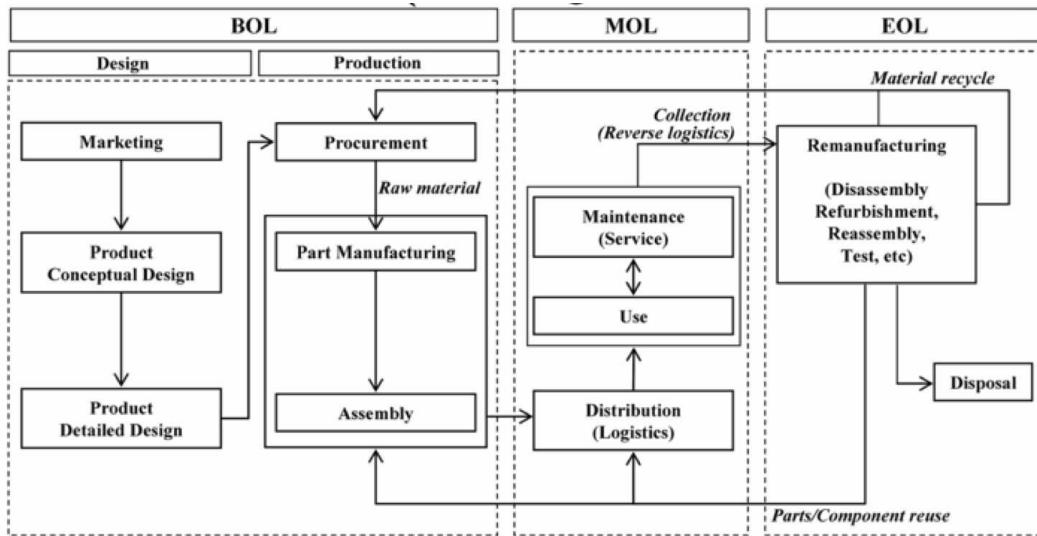 BOL
MOL
EOL
Design
Production
Material recycle
Collection
(Reverse logistics)
Marketing
Procurement
Remanufacturing
(Disassembly
Refurbishment,
Reassembly,
Test, etc)
Raw material
Maintenance
(Service)
Product
Conceptual Design
Part Manufacturing
Use
Disposal
Product
Detailed Design
Assembly
Distribution
(Logistics)
Parts/Component reuse